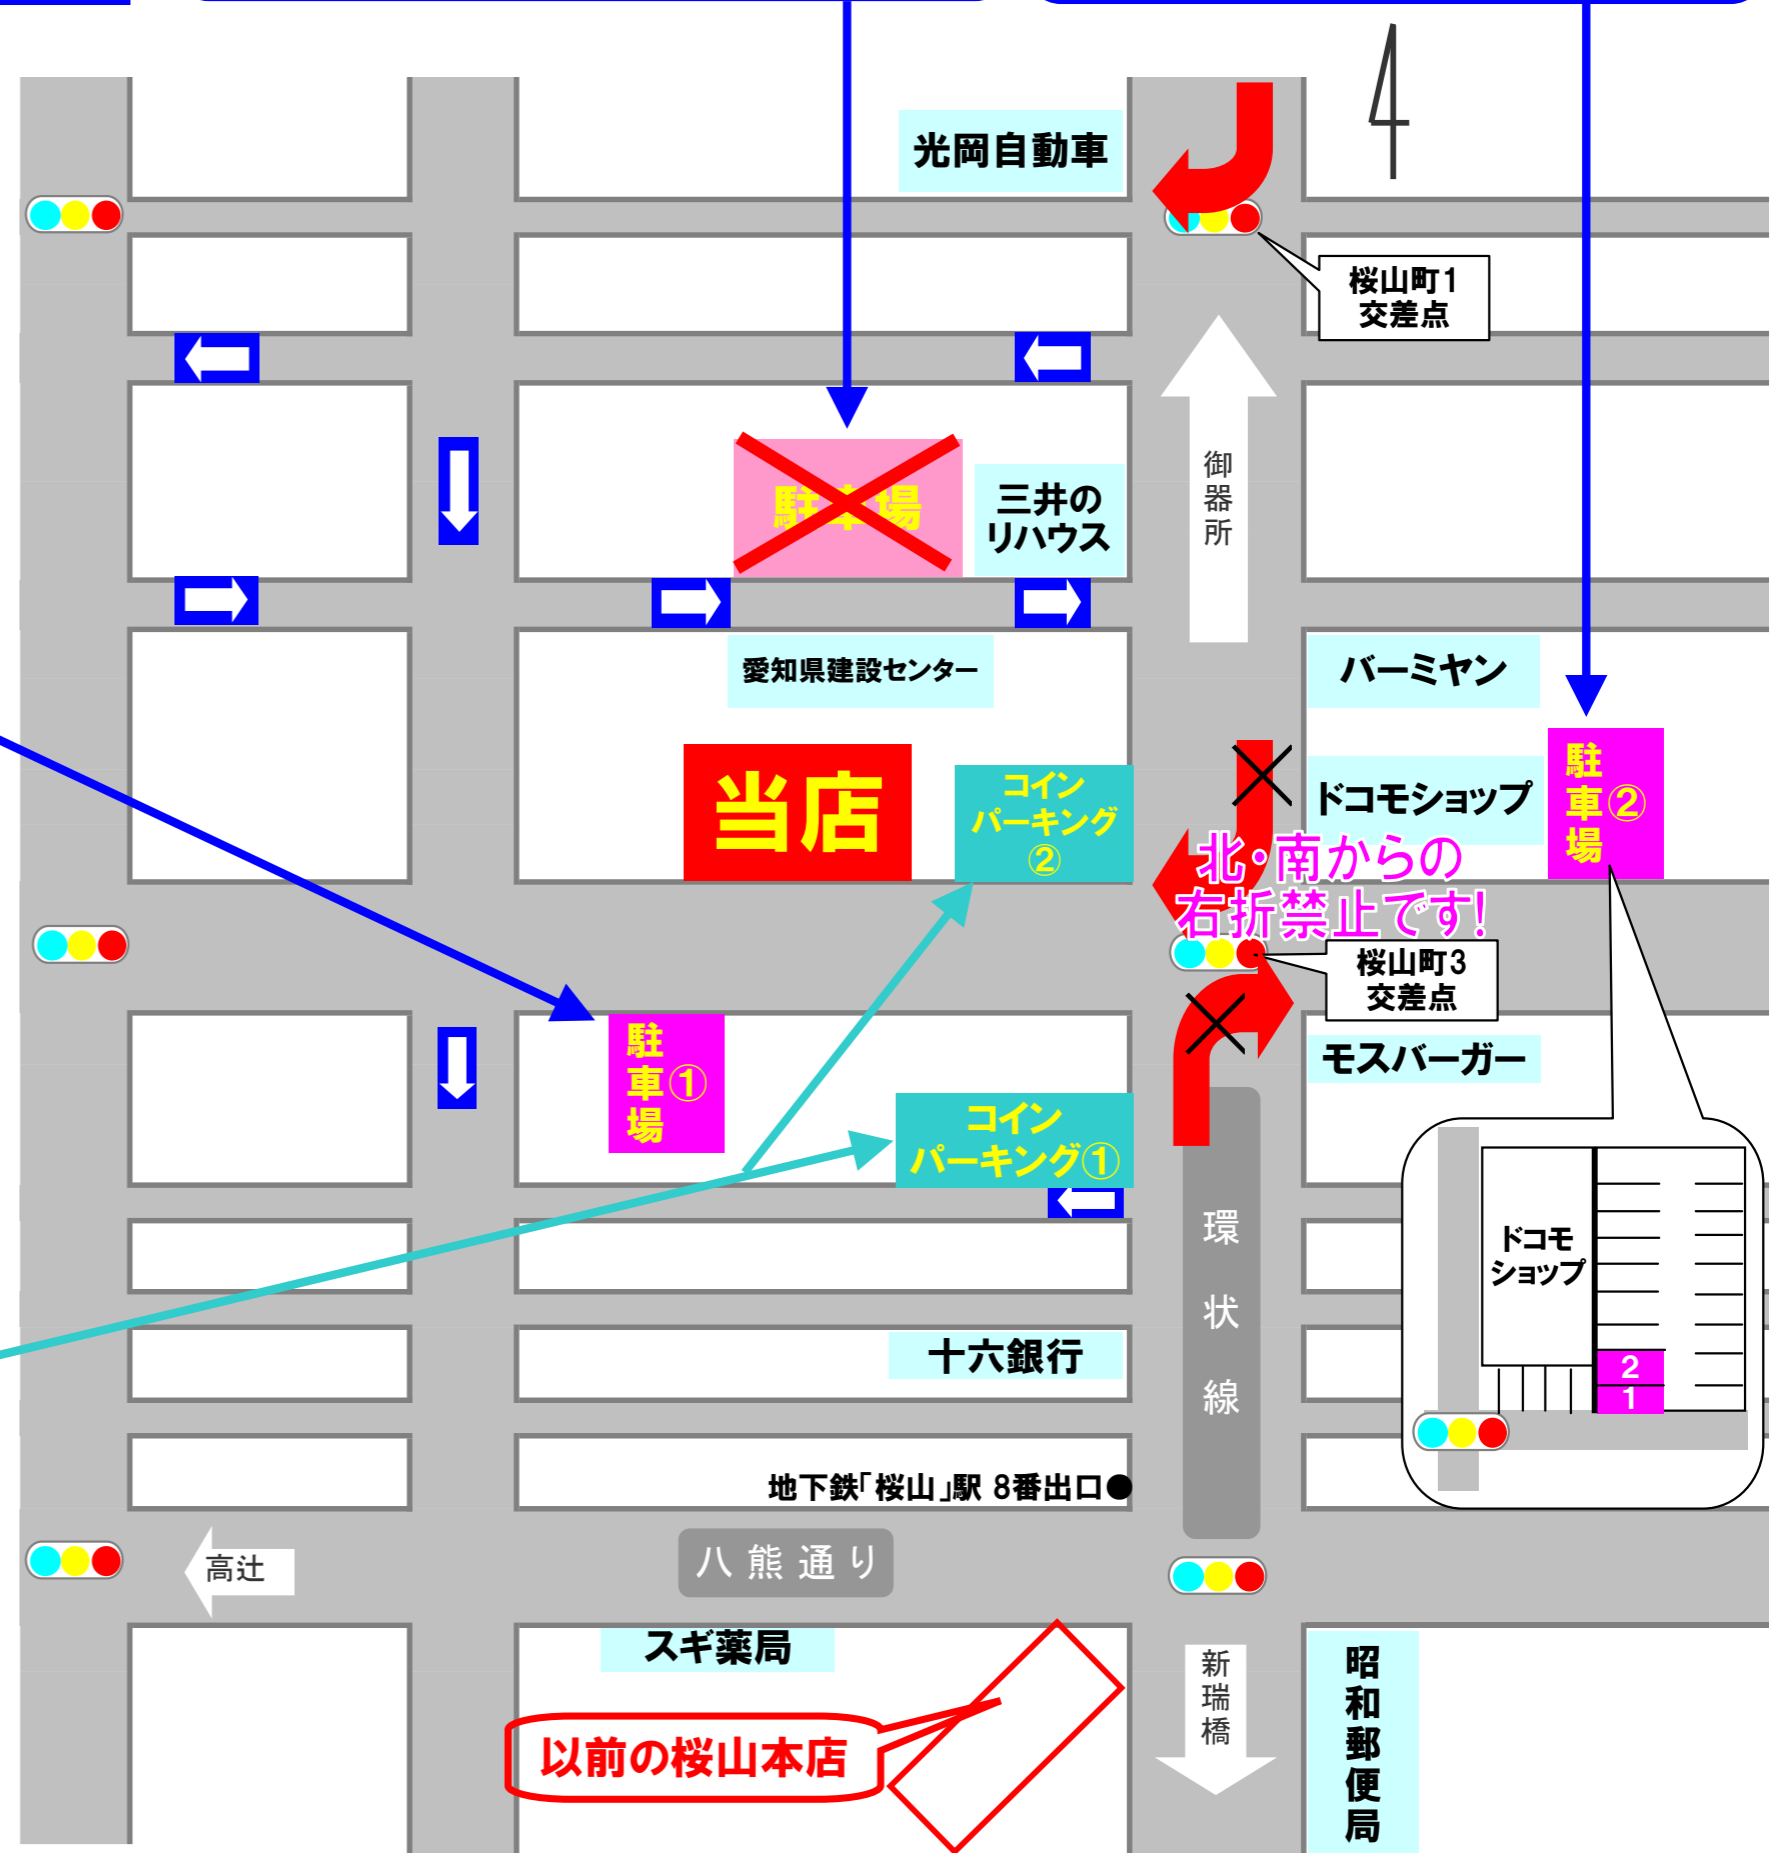 光岡自動車
桜山町1
交差点
駐車場
三井の
リハウス
御
器
所
愛知県建設センター
バーミヤン
当店
コイン
パーキング
②
ドコモショップ
駐
車
場
②
北・南からの
右折禁止です!
桜山町3
交差点
駐
車
場
①
モスバーガー
コイン
パーキング①
環
状
線
ドコモ
ショップ
2
1
十六銀行
地下鉄「桜山」駅 8番出口●
高辻
八熊通り
スギ薬局
新
瑞
橋
昭
和
郵
便
局
以前の桜山本店